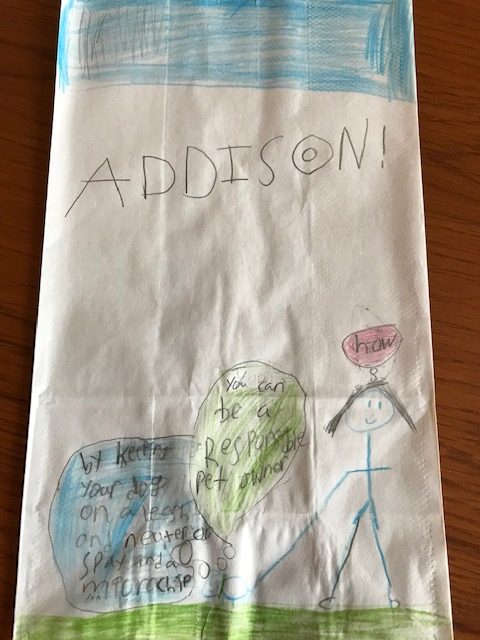 ADDISON!
how
You can
be a
Responsible
pet owner
by keeping
your dog
on a leash
and neuter or
spay and a
microchip